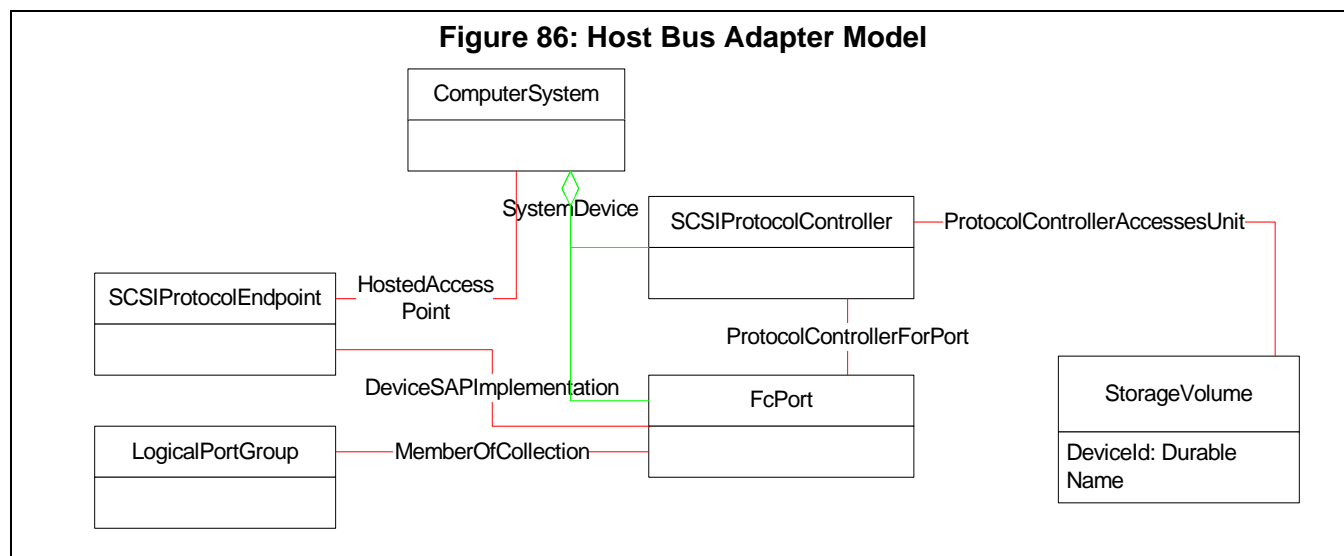 Figure 86: Host Bus Adapter Model
ComputerSystem
SystemDevice
SCSIProtocolController
ProtocolControllerAccessesUnit
SCSIProtocolEndpoint
HostedAccess
Point
ProtocolControllerForPort
DeviceSAPImplementation
FcPort
StorageVolume
LogicalPortGroup
MemberOfCollection
DeviceId: Durable
Name